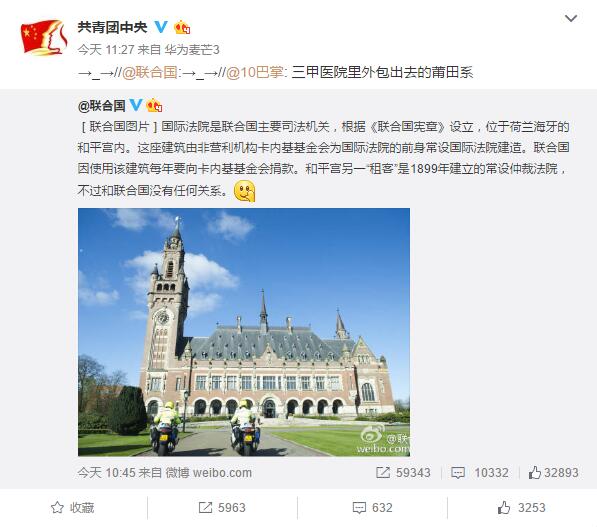 共青团中央
今天 11:27 来自 华为麦芒3
→_→//@联合国:→_→//@10巴掌: 三甲医院里外包出去的莆田系
@联合国
[ 联合国图片 ] 国际法院是联合国主要司法机关，根据《联合国宪章》设立，位于荷兰海牙的
和平宫内。这座建筑由非营利机构卡内基基金会为国际法院的前身常设国际法院建造。联合国
因使用该建筑每年要向卡内基基金会捐款。和平宫另一“租客”是1899年建立的常设仲裁法院，
不过和联合国没有任何关系。
@联
weibo.com
今天 10:45 来自 微博 weibo.com 59343 10332 32893
收藏 5963 632 3253